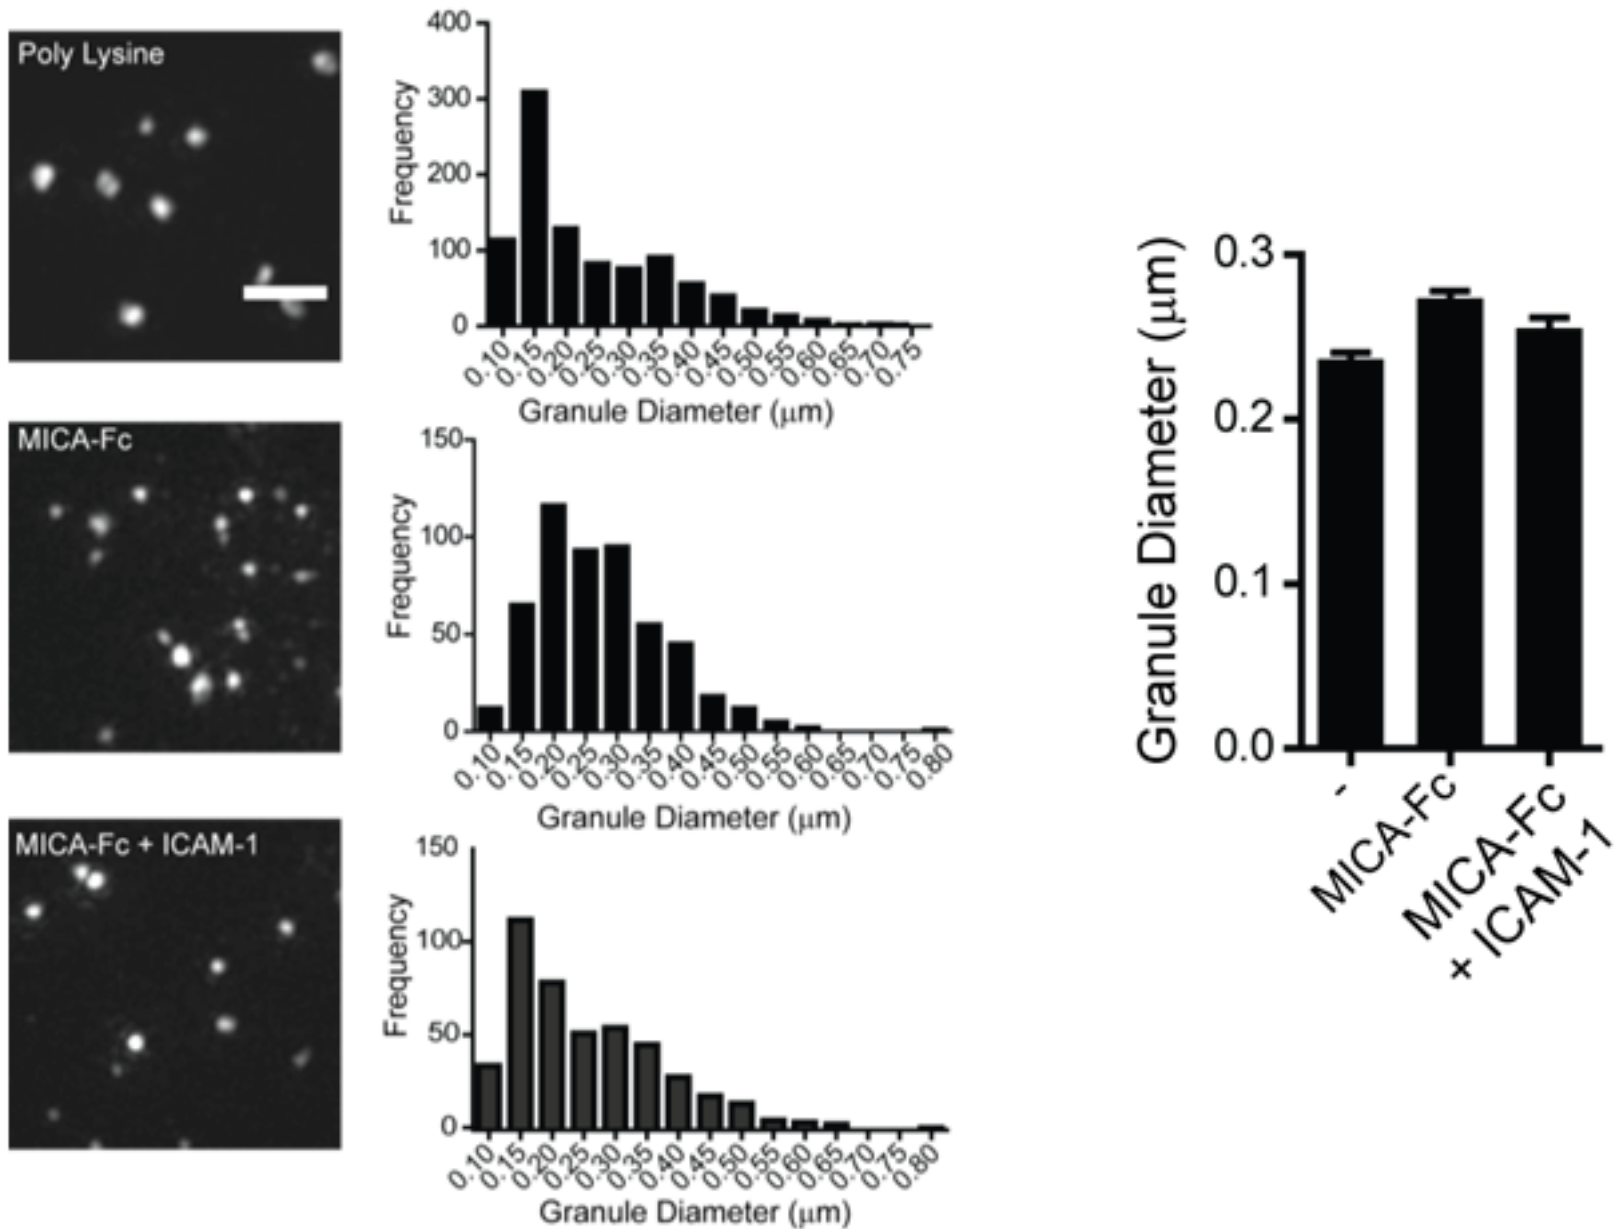 Poly Lysine
400
300
200
100
0
Frequency
0.10 0.15 0.20 0.25 0.30 0.35 0.40 0.45 0.50 0.55 0.60 0.65 0.70 0.75
Granule Diameter (μm)
MICA-Fc
150
100
50
0
Frequency
0.10 0.15 0.20 0.25 0.30 0.35 0.40 0.45 0.50 0.55 0.60 0.65 0.70 0.75 0.80
Granule Diameter (μm)
MICA-Fc + ICAM-1
150
100
50
0
Frequency
0.10 0.15 0.20 0.25 0.30 0.35 0.40 0.45 0.50 0.55 0.60 0.65 0.70 0.75 0.80
Granule Diameter (μm)
Granule Diameter (μm)
0.3
0.2
0.1
0.0
-
MICA-Fc
MICA-Fc
+ ICAM-1